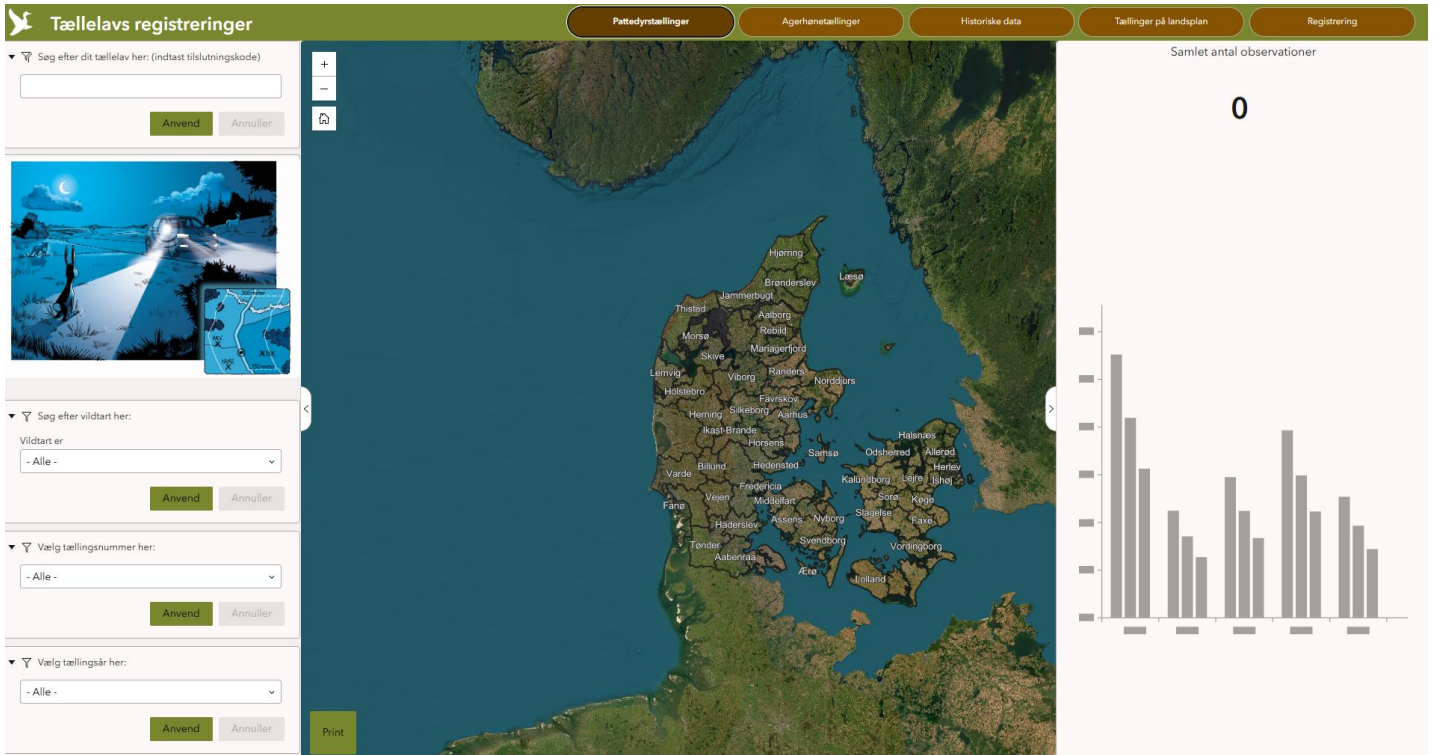 Tællelavs registreringer
Pattedyrstællinger
Agerhønetællinger
Historiske data
Tællinger på landsplan
Registrering
Søg efter dit tællelav her: (indtast tilslutningskode)
Anvend
Annuller
Søg efter vildtart her:
Vildtart er
- Alle -
Anvend
Annuller
Vælg tællingsnummer her:
- Alle -
Anvend
Annuller
Vælg tællingsår her:
- Alle -
Anvend
Annuller
+
−
Hjørring
Læsø
Brønderslev
Jammerbugt
Thisted
Aalborg
Rebild
Morsø
Mariagerfjord
Skive
Lemvig
Viborg
Randers
Norddjurs
Holstebro
Favrskov
Herning
Silkeborg
Aarhus
Ikast-Brande
Horsens
Halsnæs
Samsø
Odsherred
Allerød
Varde
Billund
Hedensted
Herlev
Kalundborg
Lejre
Ishøj
Fredericia
Fanø
Vejen
Middelfart
Sorø
Køge
Haderslev
Assens
Nyborg
Slagelse
Faxe
Tønder
Svendborg
Vordingborg
Aabenraa
Ærø
Lolland
Print
Samlet antal observationer
0